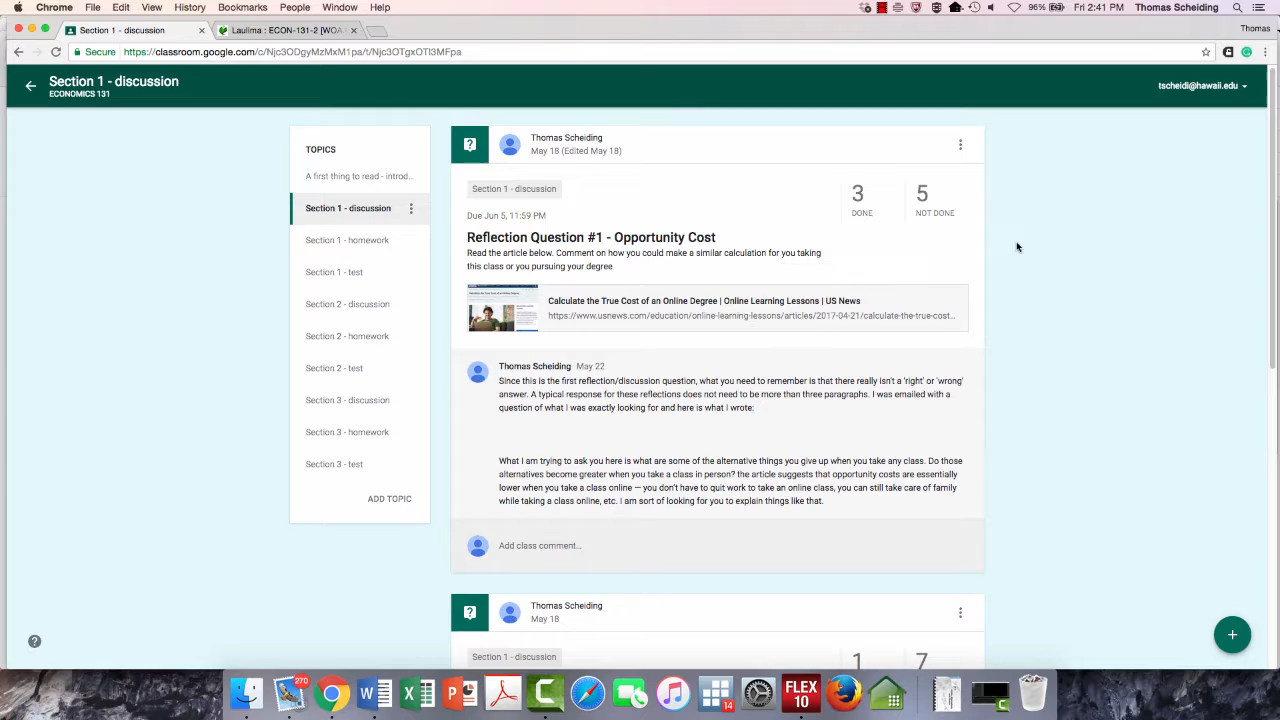 Chrome File Edit View History Bookmarks People Window Help
96% Fri 2:41 PM Thomas Scheiding
Section 1 - discussion
Laulima : ECON-131-2 [WOA
Thomas
Secure https://classroom.google.com/c/Njc3ODgyMzMxM1pa/t/Njc3OTgxOTI3MFpa
Section 1 - discussion
ECONOMICS 131
tscheidi@hawaii.edu
TOPICS
A first thing to read - introd...
Section 1 - discussion
Section 1 - homework
Section 1 - test
Section 2 - discussion
Section 2 - homework
Section 2 - test
Section 3 - discussion
Section 3 - homework
Section 3 - test
ADD TOPIC
Thomas Scheiding
May 18 (Edited May 18)
Section 1 - discussion
3
DONE
5
NOT DONE
Due Jun 5, 11:59 PM
Reflection Question #1 - Opportunity Cost
Read the article below. Comment on how you could make a similar calculation for you taking
this class or you pursuing your degree
Calculate the True Cost of an Online Degree | Online Learning Lessons | US News
https://www.usnews.com/education/online-learning-lessons/articles/2017-04-21/calculate-the-true-cost...
Thomas Scheiding May 22
Since this is the first reflection/discussion question, what you need to remember is that there really isn't a 'right' or 'wrong'
answer. A typical response for these reflections does not need to be more than three paragraphs. I was emailed with a
question of what I was exactly looking for and here is what I wrote:
What I am trying to ask you here is what are some of the alternative things you give up when you take any class. Do those
alternatives become greater when you take a class in person? the article suggests that opportunity costs are essentially
lower when you take a class online — you don't have to quit work to take an online class, you can still take care of family
while taking a class online, etc. I am sort of looking for you to explain things like that.
Add class comment...
Thomas Scheiding
May 18
Section 1 - discussion
1
7
270
14
FLEX
10